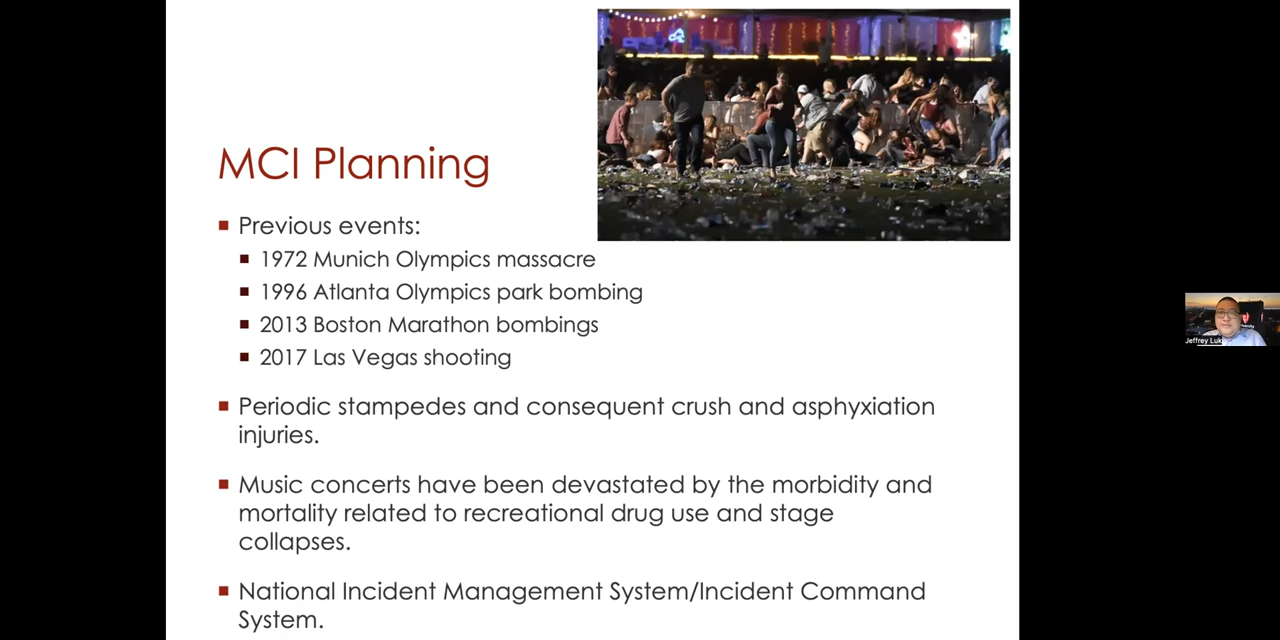 MCI Planning
Previous events:
1972 Munich Olympics massacre
1996 Atlanta Olympics park bombing
2013 Boston Marathon bombings
2017 Las Vegas shooting
Periodic stampedes and consequent crush and asphyxiation
injuries.
Music concerts have been devastated by the morbidity and
mortality related to recreational drug use and stage
collapses.
National Incident Management System/Incident Command
System.
Jeffrey Luk